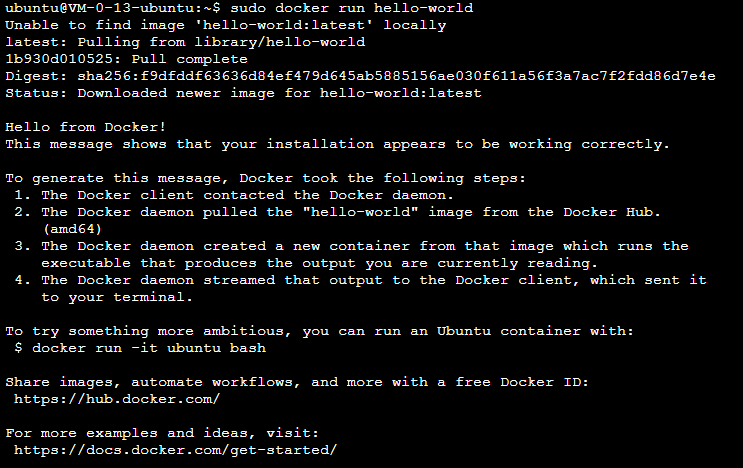 ubuntu@VM-0-13-ubuntu:~$ sudo docker run hello-world
Unable to find image 'hello-world:latest' locally
latest: Pulling from library/hello-world
1b930d010525: Pull complete
Digest: sha256:f9dfddf63636d84ef479d645ab5885156ae030f611a56f3a7ac7f2fdd86d7e4e
Status: Downloaded newer image for hello-world:latest

Hello from Docker!
This message shows that your installation appears to be working correctly.

To generate this message, Docker took the following steps:
 1. The Docker client contacted the Docker daemon.
 2. The Docker daemon pulled the "hello-world" image from the Docker Hub.
    (amd64)
 3. The Docker daemon created a new container from that image which runs the
    executable that produces the output you are currently reading.
 4. The Docker daemon streamed that output to the Docker client, which sent it
    to your terminal.

To try something more ambitious, you can run an Ubuntu container with:
 $ docker run -it ubuntu bash

Share images, automate workflows, and more with a free Docker ID:
 https://hub.docker.com/

For more examples and ideas, visit:
 https://docs.docker.com/get-started/